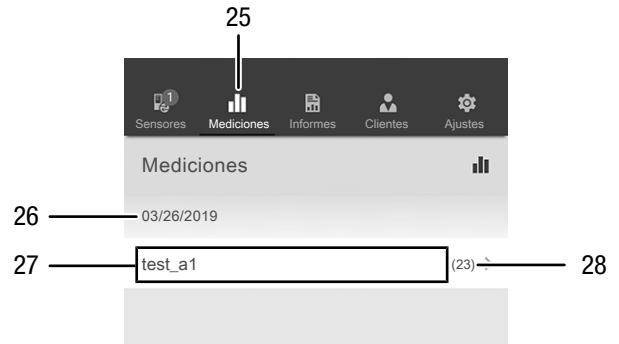 25
1
Sensores Mediciones Informes Clientes Ajustes
Mediciones
26 03/26/2019
27 test_a1 (23) 28